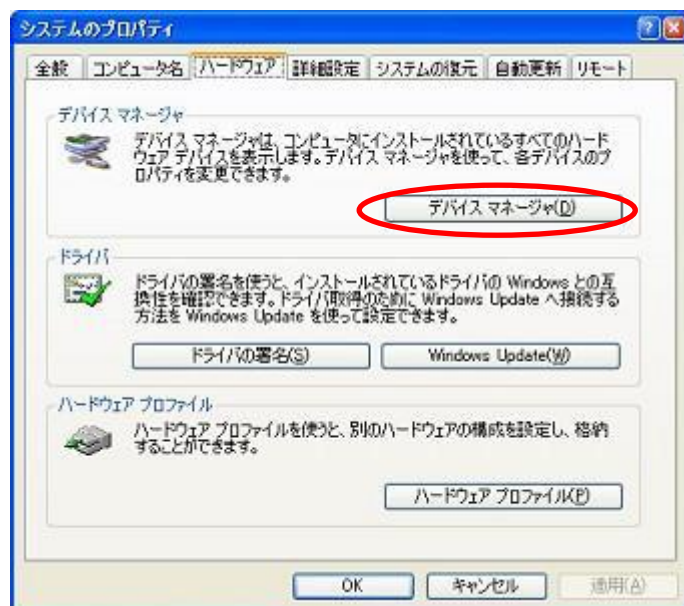 システムのプロパティ
全般 コンピュータ名 ハードウェア 詳細設定 システムの復元 自動更新 リモート
デバイス マネージャ
デバイス マネージャは、コンピュータにインストールされているすべてのハード
ウェア デバイスを表示します。デバイス マネージャを使って、各デバイスのプ
ロパティを変更できます。
デバイス マネージャ(D)
ドライバ
ドライバの署名を使うと、インストールされているドライバの Windows との互
換性を確認できます。ドライバ取得のために Windows Update へ接続する
方法を Windows Update を使って設定できます。
ドライバの署名(S) Windows Update(W)
ハードウェア プロファイル
ハードウェア プロファイルを使うと、別のハードウェアの構成を設定し、格納
することができます。
ハードウェア プロファイル(P)
OK キャンセル 適用(A)